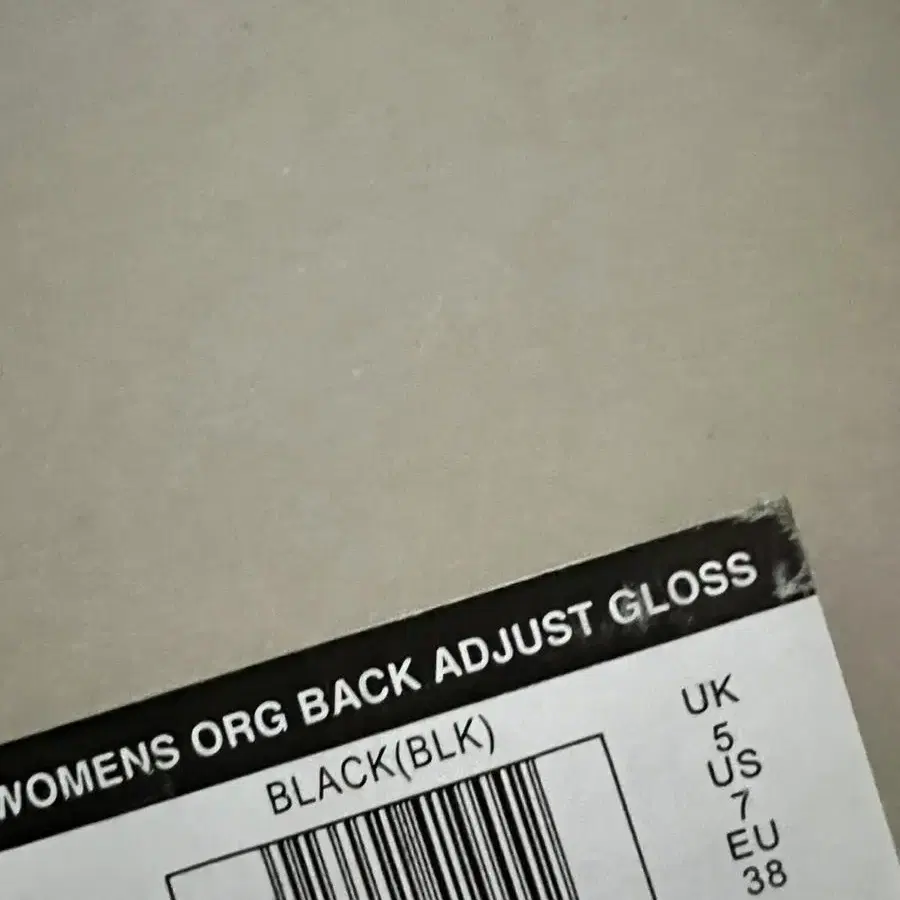 WOMENS ORG BACK ADJUST GLOSS
BLACK(BLK)
UK
5
US
7
EU
38